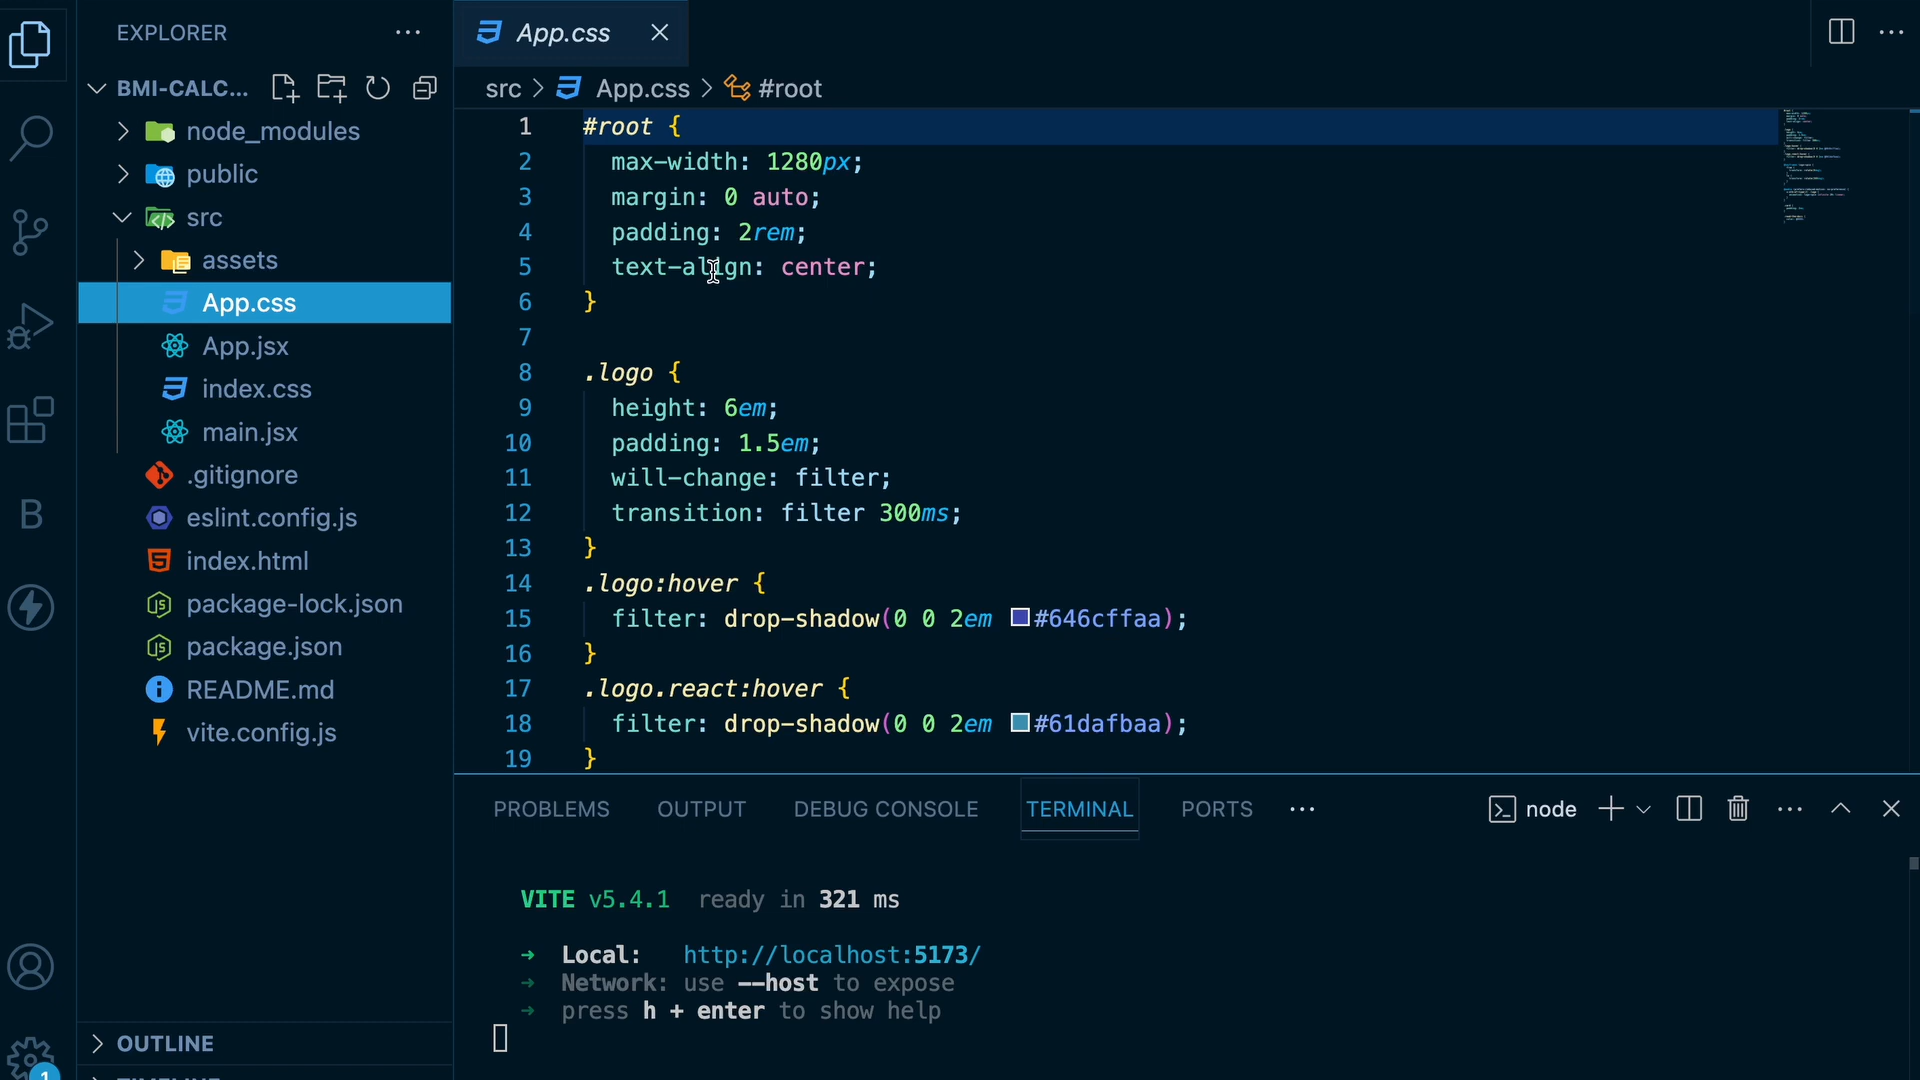 EXPLORER
BMI-CALC...
node_modules
public
src
assets
App.css
App.jsx
index.css
main.jsx
.gitignore
eslint.config.js
index.html
package-lock.json
package.json
README.md
vite.config.js
OUTLINE
B
1
App.css
src > App.css > #root
1 #root {
2 max-width: 1280px;
3 margin: 0 auto;
4 padding: 2rem;
5 text-align: center;
6 }
7
8 .logo {
9 height: 6em;
10 padding: 1.5em;
11 will-change: filter;
12 transition: filter 300ms;
13 }
14 .logo:hover {
15 filter: drop-shadow(0 0 2em #646cffaa);
16 }
17 .logo.react:hover {
18 filter: drop-shadow(0 0 2em #61dafbaa);
19 }
PROBLEMS OUTPUT DEBUG CONSOLE TERMINAL PORTS ... node
VITE v5.4.1 ready in 321 ms
➜ Local: http://localhost:5173/
➜ Network: use --host to expose
➜ press h + enter to show help